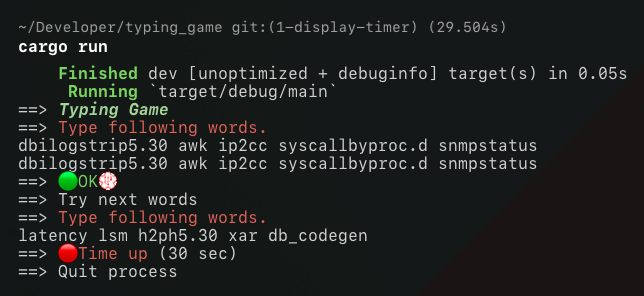 ~/Developer/typing_game git:(1-display-timer) (29.504s)
cargo run
Finished dev [unoptimized + debuginfo] target(s) in 0.05s
Running `target/debug/main`
==> Typing Game
==> Type following words.
dbilogstrip5.30 awk ip2cc syscallbyproc.d snmpstatus
dbilogstrip5.30 awk ip2cc syscallbyproc.d snmpstatus
==> 🟢OK💮
==> Try next words
==> Type following words.
latency lsm h2ph5.30 xar db_codegen
==> 🔴Time up (30 sec)
==> Quit process